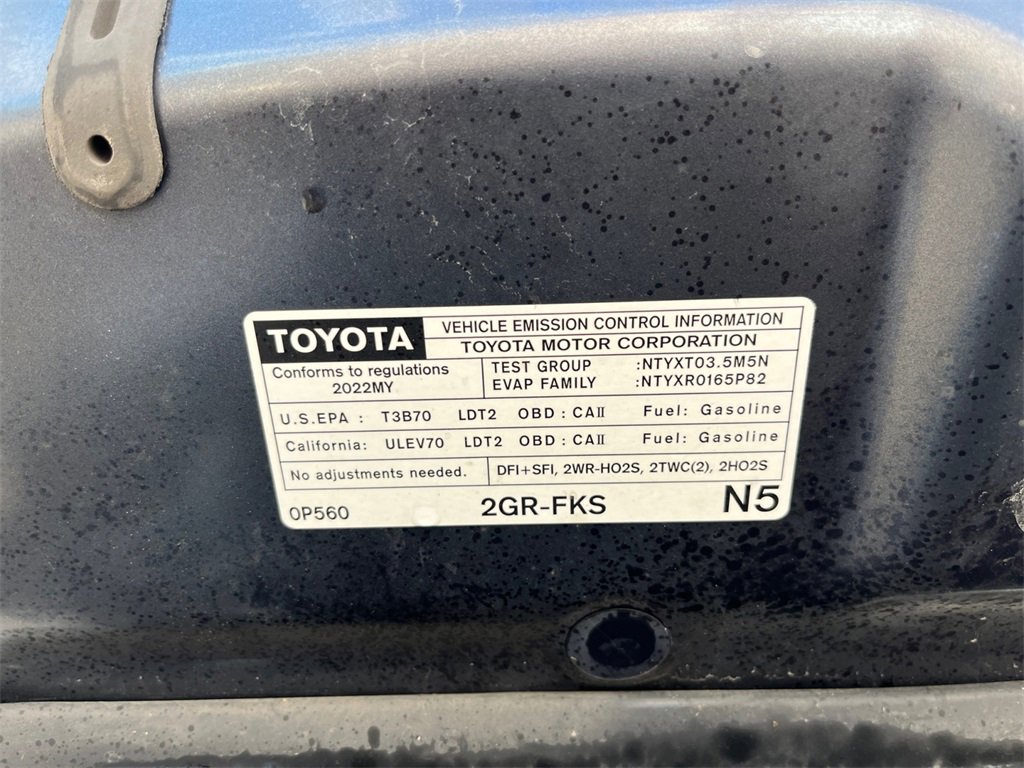 TOYOTA
VEHICLE EMISSION CONTROL INFORMATION
TOYOTA MOTOR CORPORATION
Conforms to regulations
2022MY
TEST GROUP :NTYXT03.5M5N
EVAP FAMILY :NTYXR0165P82
U.S.EPA : T3B70 LDT2 OBD : CAⅡ Fuel: Gasoline
California: ULEV70 LDT2 OBD : CAⅡ Fuel: Gasoline
No adjustments needed.
DFI+SFI, 2WR-HO2S, 2TWC(2), 2HO2S
0P560
2GR-FKS
N5